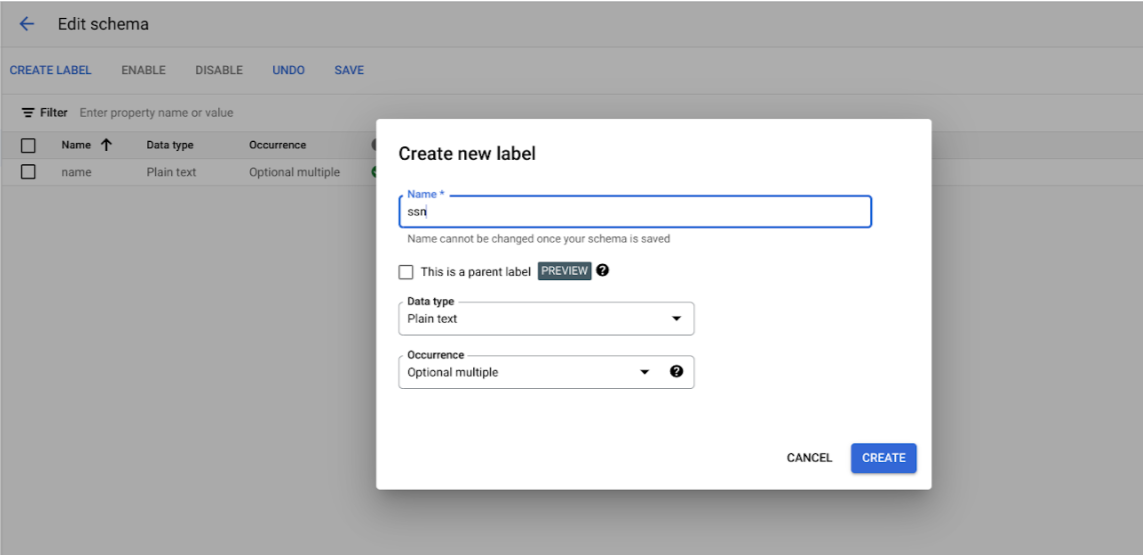 Edit schema
CREATE LABEL ENABLE DISABLE UNDO SAVE
Filter Enter property name or value
Name Data type Occurrence
name Plain text Optional multiple
Create new label
Name *
ssn
Name cannot be changed once your schema is saved
This is a parent label PREVIEW ?
Data type
Plain text
Occurrence
Optional multiple ?
CANCEL CREATE